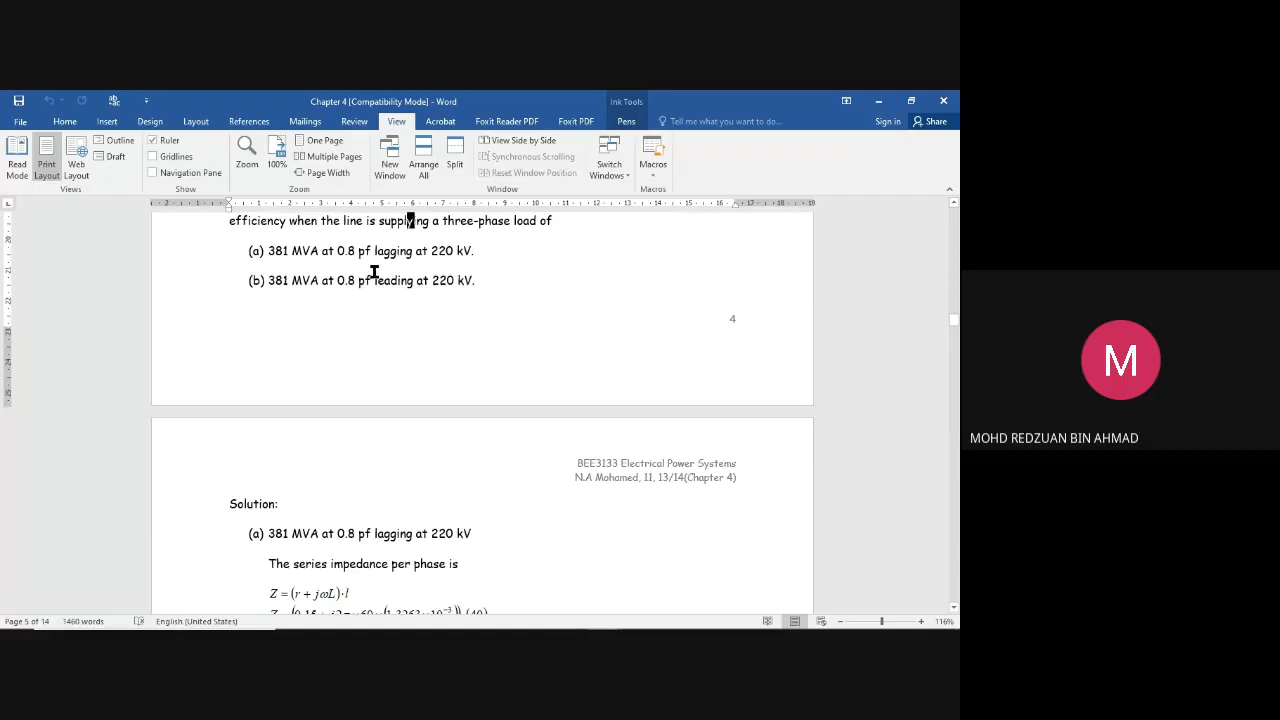 Chapter 4 [Compatibility Mode] - Word
Ink Tools
File Home Insert Design Layout References Mailings Review View Acrobat Foxit Reader PDF Foxit PDF Pens Tell me what you want to do... Sign in Share
Read Mode
Print Layout
Web Layout
Outline
Draft
Views
Ruler
Gridlines
Navigation Pane
Show
Zoom
100%
One Page
Multiple Pages
Page Width
Zoom
New Window
Arrange All
Split
View Side by Side
Synchronous Scrolling
Reset Window Position
Window
Switch Windows
Macros
Macros
efficiency when the line is supplying a three-phase load of
(a) 381 MVA at 0.8 pf lagging at 220 kV.
(b) 381 MVA at 0.8 pf leading at 220 kV.
4
BEE3133 Electrical Power Systems
N.A Mohamed, 11, 13/14(Chapter 4)
Solution:
(a) 381 MVA at 0.8 pf lagging at 220 kV
The series impedance per phase is
Z = (r + jωL)·l
Page 5 of 14 1460 words English (United States) 116%
M
MOHD REDZUAN BIN AHMAD